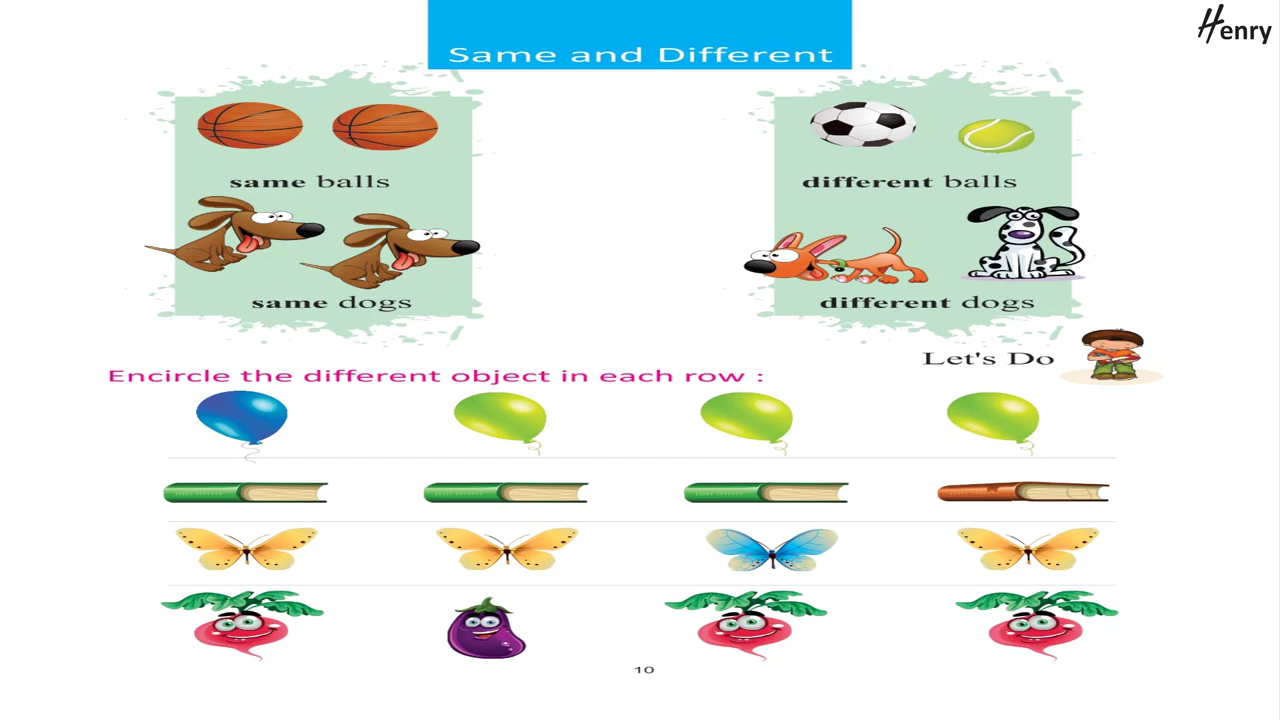 Henry
Same and Different
same balls
same dogs
different balls
different dogs
Let's Do
Encircle the different object in each row :
10